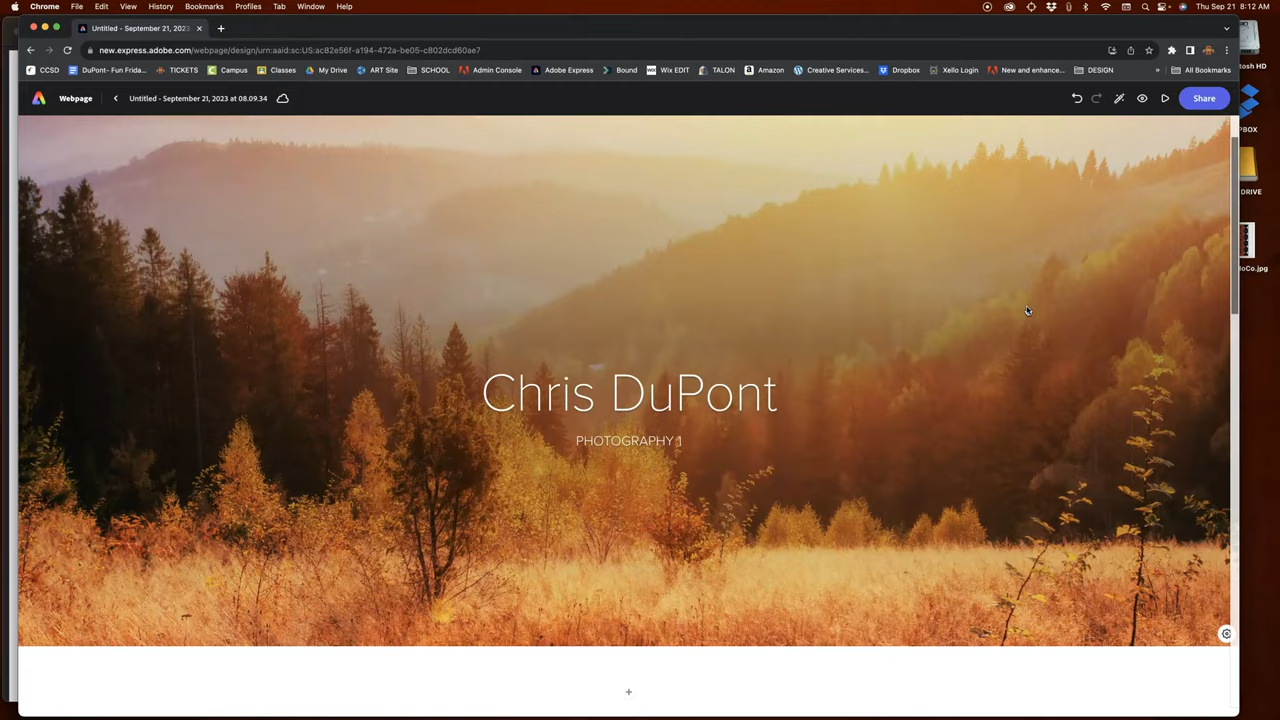 Chrome File Edit View History Bookmarks Profiles Tab Window Help Thu Sep 21 8:12 AM
Untitled - September 21, 2023
new.express.adobe.com/webpage/design/urn:aaid:sc:US:ac82e56f-a194-472a-be05-c802dcd60ae7
CCSD DuPont- Fun Frida... TICKETS Campus Classes My Drive ART Site SCHOOL Admin Console Adobe Express Bound Wix EDIT TALON Amazon Creative Services... Dropbox Xello Login New and enhance... DESIGN » All Bookmarks
Webpage Untitled - September 21, 2023 at 08.09.34 Share
Chris DuPont
PHOTOGRAPHY 1